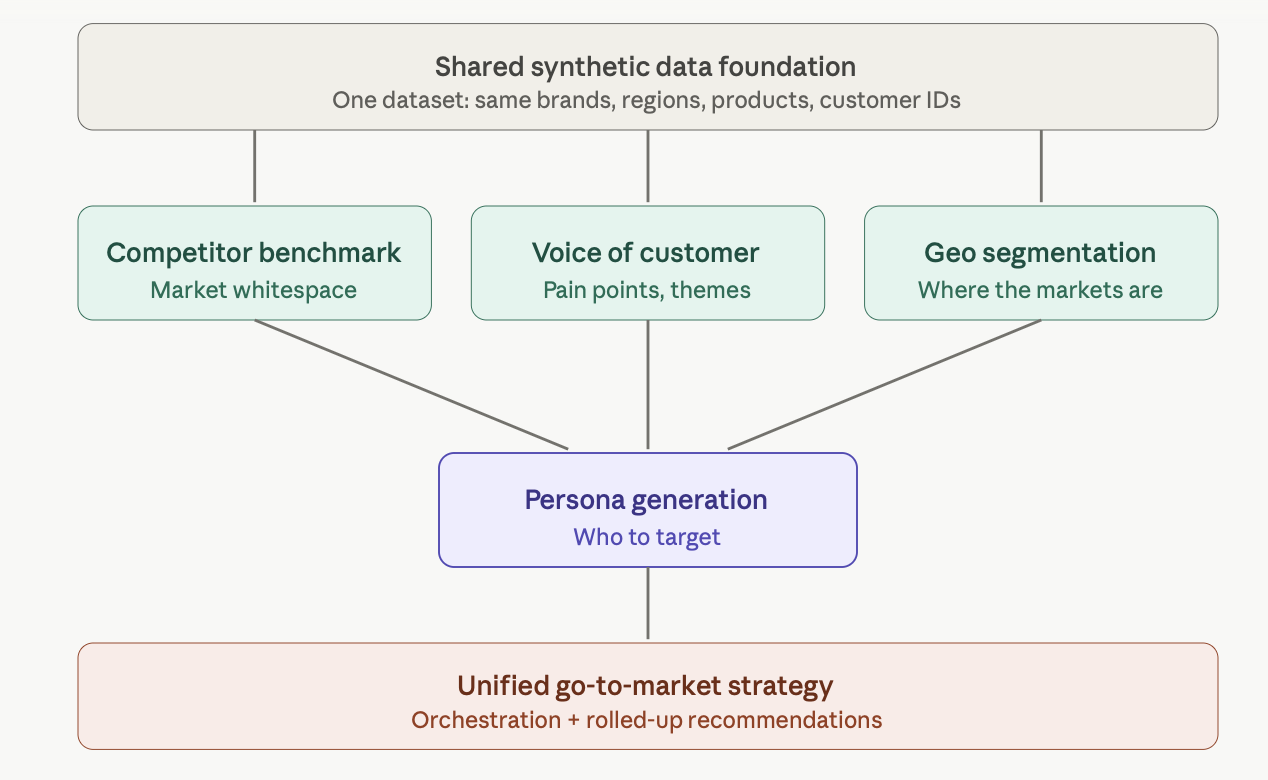 Shared synthetic data foundation
One dataset: same brands, regions, products, customer IDs
Competitor benchmark
Market whitespace
Voice of customer
Pain points, themes
Geo segmentation
Where the markets are
Persona generation
Who to target
Unified go-to-market strategy
Orchestration + rolled-up recommendations